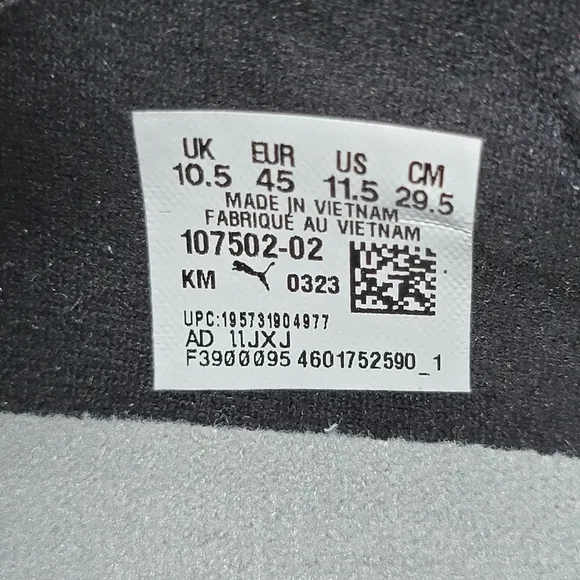 UK EUR US CM
10.5 45 11.5 29.5
MADE IN VIETNAM
FABRIQUÉ AU VIETNAM
107502-02
KM 0323
UPC:195731904977
AD 11JXJ
F3900095 4601752590_1